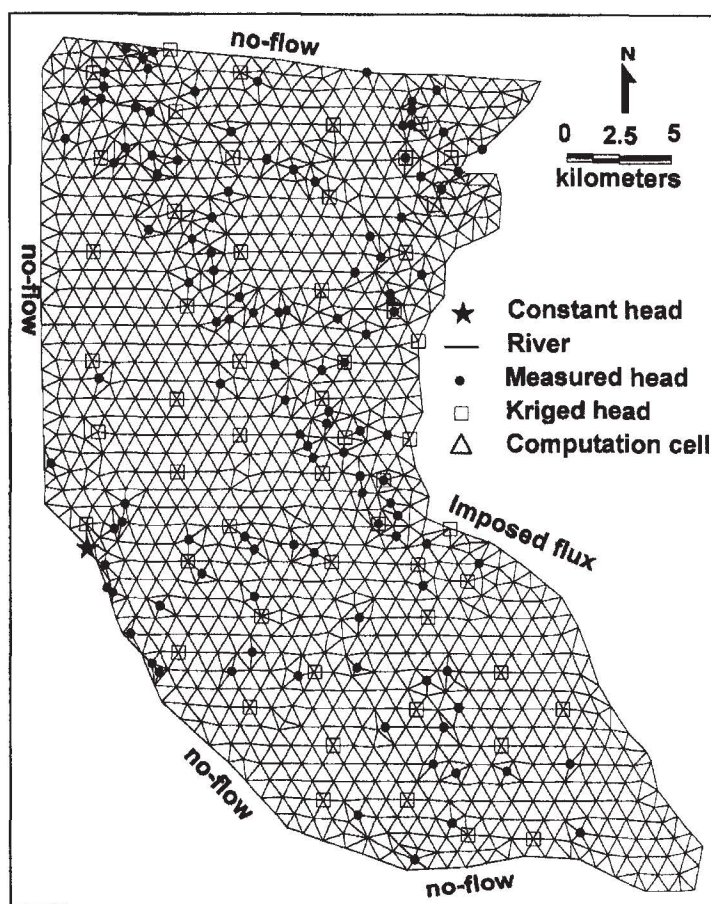 no-flow
N
0 2.5 5
kilometers
no-flow
Constant head
River
Measured head
Kriged head
Computation cell
Imposed flux
no-flow
no-flow